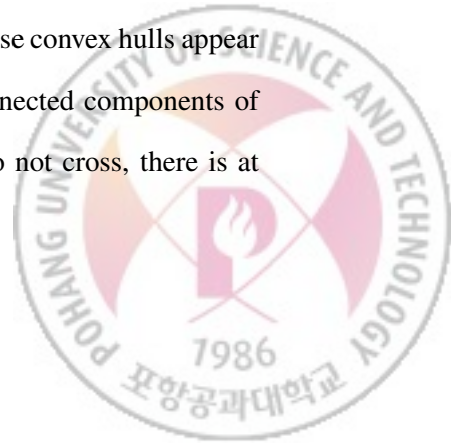 se convex hulls appear
nected components of
o not cross, there is at
POHANG UNIVERSITY OF SCIENCE AND TECHNOLOGY
1986
포항공과대학교